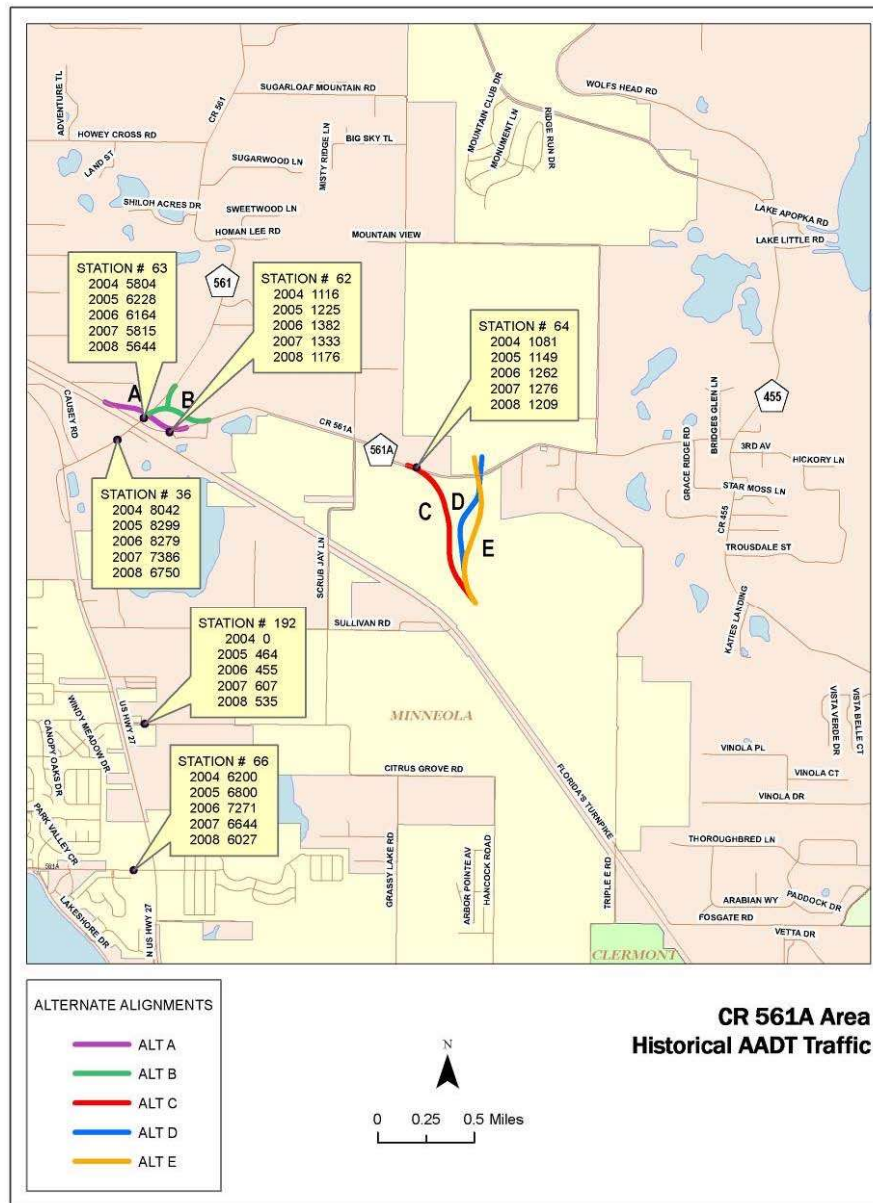 SUGARLOAF MOUNTAIN RD
WOLFS HEAD RD
ADVENTURE TL
CR 561
MOUNTAIN CLUB DR
MONUMENT LN
RIDGE RUN DR
HOWEY CROSS RD
LAND ST
BIG SKY TL
MISTY RIDGE LN
SUGARWOOD LN
SHILOH ACRES DR
SWEETWOOD LN
HOMAN LEE RD
MOUNTAIN VIEW
LAKE APOPKA RD
LAKE LITTLE RD
STATION # 63
2004 5804
2005 6228
2006 6164
2007 5815
2008 5644
561
STATION # 62
2004 1116
2005 1225
2006 1382
2007 1333
2008 1176
STATION # 64
2004 1081
2005 1149
2006 1262
2007 1276
2008 1209
A
B
CAUSEY RD
CR 561A
561A
455
BRIDGES GLEN LN
GRACE RIDGE RD
3RD AV
HICKORY LN
STAR MOSS LN
CR 455
TROUSDALE ST
KATIES LANDING
STATION # 36
2004 8042
2005 8299
2006 8279
2007 7386
2008 6750
C
D
E
SCRUB JAY LN
SULLIVAN RD
STATION # 192
2004 0
2005 464
2006 455
2007 607
2008 535
US HWY 27
WINDY MEADOW DR
CANOPY OAKS DR
MINNEOLA
VISTA VERDE DR
VISTA BELLE CT
VINOLA PL
VINOLA CT
VINOLA DR
STATION # 66
2004 6200
2005 6800
2006 7271
2007 6644
2008 6027
CITRUS GROVE RD
FLORIDA'S TURNPIKE
PARK VALLEY CR
561A
LAKESHORE DR
N US HWY 27
GRASSY LAKE RD
ARBOR POINTE AV
HANCOCK ROAD
TRIPLE E RD
THOROUGHBRED LN
ARABIAN WY
PADDOCK DR
FOSGATE RD
VETTA DR
CLERMONT
ALTERNATE ALIGNMENTS
ALT A
ALT B
ALT C
ALT D
ALT E
N
0 0.25 0.5 Miles
CR 561A Area
Historical AADT Traffic